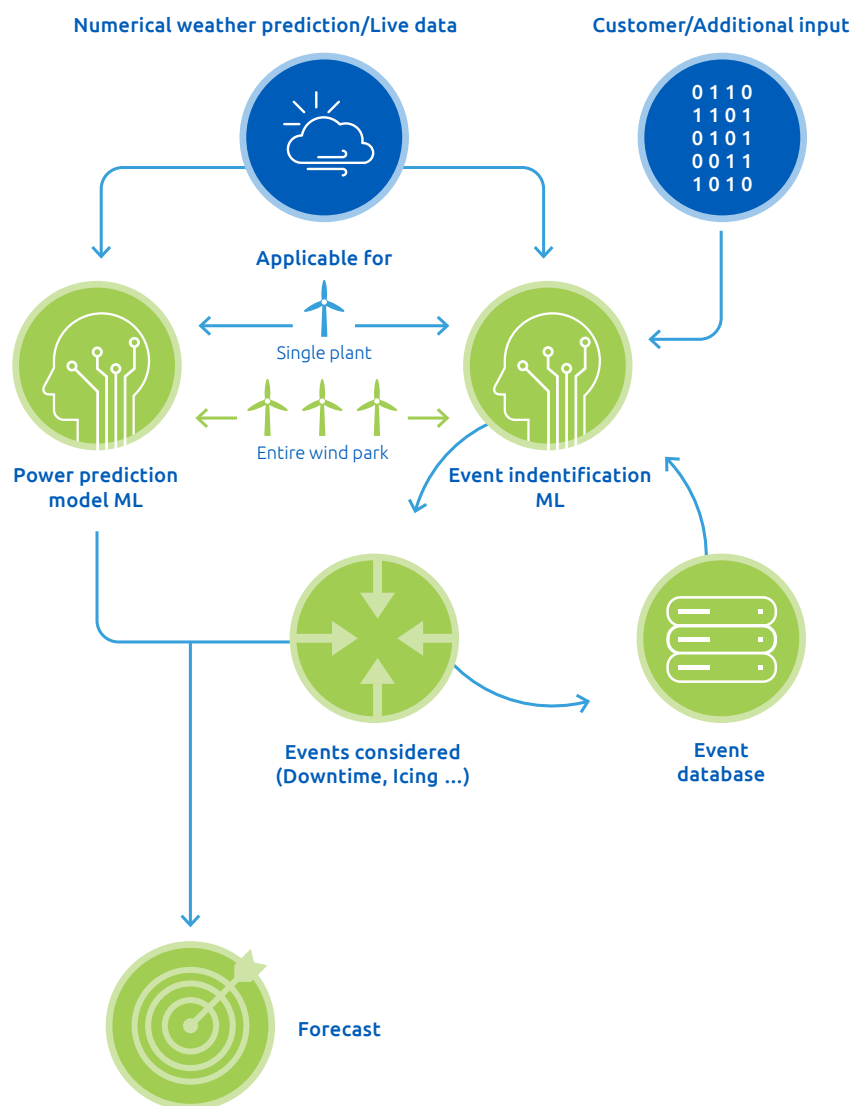 Numerical weather prediction/Live data
Customer/Additional input
0 1 1 0
1 1 0 1
0 1 0 1
0 0 1 1
1 0 1 0
Applicable for
Single plant
Entire wind park
Power prediction
model ML
Event indentification
ML
Events considered
(Downtime, Icing ...)
Event
database
Forecast